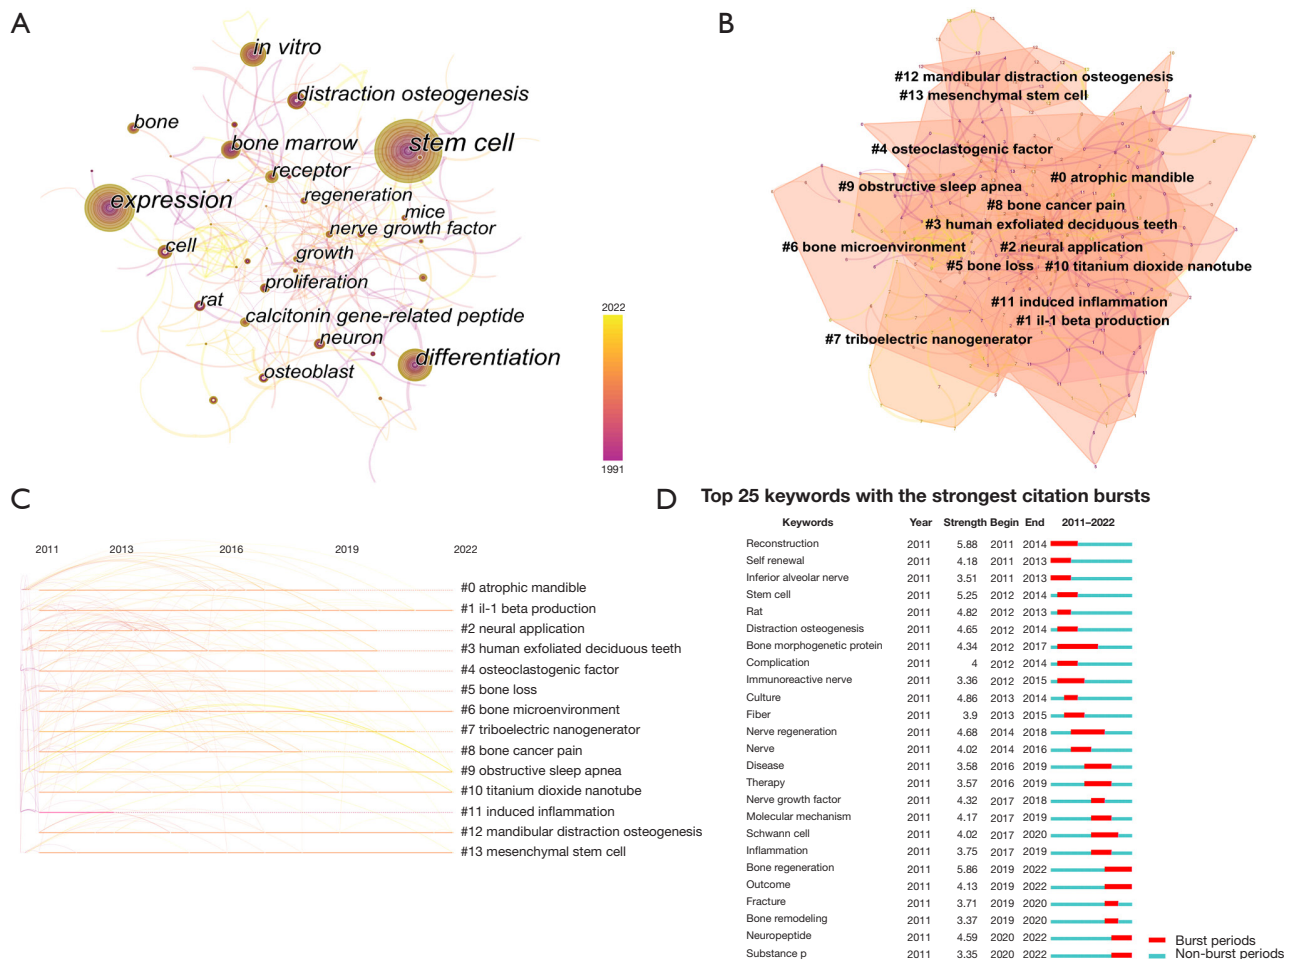 A
in vitro
distraction osteogenesis
bone
bone marrow
stem cell
receptor
regeneration
expression
mice
nerve growth factor
cell
growth
proliferation
rat
calcitonin gene-related peptide
neuron
differentiation
osteoblast
2022
1991
B
#12 mandibular distraction osteogenesis
#13 mesenchymal stem cell
#4 osteoclastogenic factor
#0 atrophic mandible
#9 obstructive sleep apnea
#8 bone cancer pain
#3 human exfoliated deciduous teeth
#6 bone microenvironment
#2 neural application
#5 bone loss
#10 titanium dioxide nanotube
#11 induced inflammation
#1 il-1 beta production
#7 triboelectric nanogenerator
C
2011 2013 2016 2019 2022
#0 atrophic mandible
#1 il-1 beta production
#2 neural application
#3 human exfoliated deciduous teeth
#4 osteoclastogenic factor
#5 bone loss
#6 bone microenvironment
#7 triboelectric nanogenerator
#8 bone cancer pain
#9 obstructive sleep apnea
#10 titanium dioxide nanotube
#11 induced inflammation
#12 mandibular distraction osteogenesis
#13 mesenchymal stem cell
D
Top 25 keywords with the strongest citation bursts
Keywords Year Strength Begin End 2011–2022
Reconstruction 2011 5.88 2011 2014
Self renewal 2011 4.18 2011 2013
Inferior alveolar nerve 2011 3.51 2011 2013
Stem cell 2011 5.25 2012 2014
Rat 2011 4.82 2012 2013
Distraction osteogenesis 2011 4.65 2012 2014
Bone morphogenetic protein 2011 4.34 2012 2017
Complication 2011 4 2012 2014
Immunoreactive nerve 2011 3.36 2012 2015
Culture 2011 4.86 2013 2014
Fiber 2011 3.9 2013 2015
Nerve regeneration 2011 4.68 2014 2018
Nerve 2011 4.02 2014 2016
Disease 2011 3.58 2016 2019
Therapy 2011 3.57 2016 2019
Nerve growth factor 2011 4.32 2017 2018
Molecular mechanism 2011 4.17 2017 2019
Schwann cell 2011 4.02 2017 2020
Inflammation 2011 3.75 2017 2019
Bone regeneration 2011 5.86 2019 2022
Outcome 2011 4.13 2019 2022
Fracture 2011 3.71 2019 2020
Bone remodeling 2011 3.37 2019 2020
Neuropeptide 2011 4.59 2020 2022
Substance p 2011 3.35 2020 2022
Burst periods
Non-burst periods